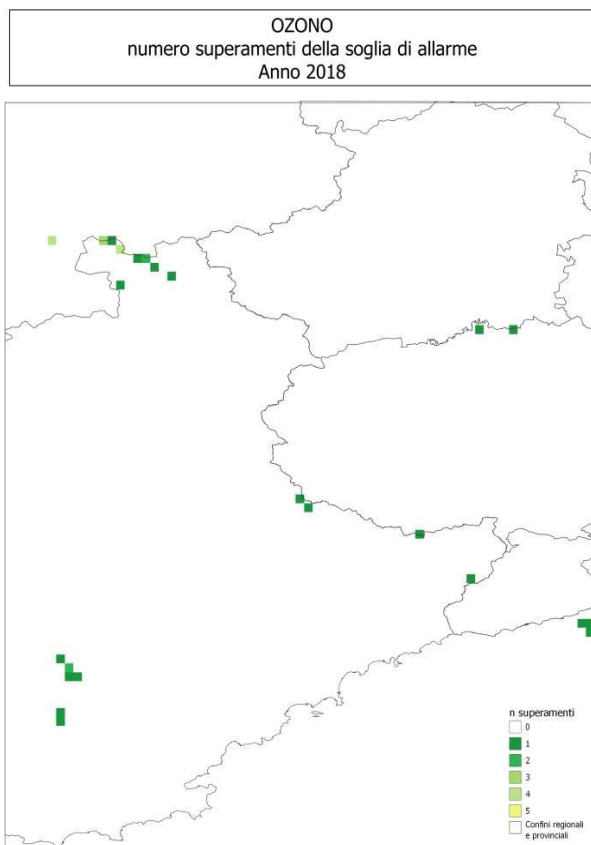 OZONO
numero superamenti della soglia di allarme
Anno 2018
n superamenti
0
1
2
3
4
5
Confini regionali
e provinciali